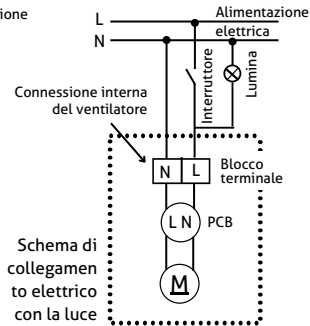 ione
L
Alimentazione
N
elettrica
Interruttore
Lumina
Connessione interna
del ventilatore
N L
Blocco
terminale
L N
PCB
M
Schema di
collegamen
to elettrico
con la luce